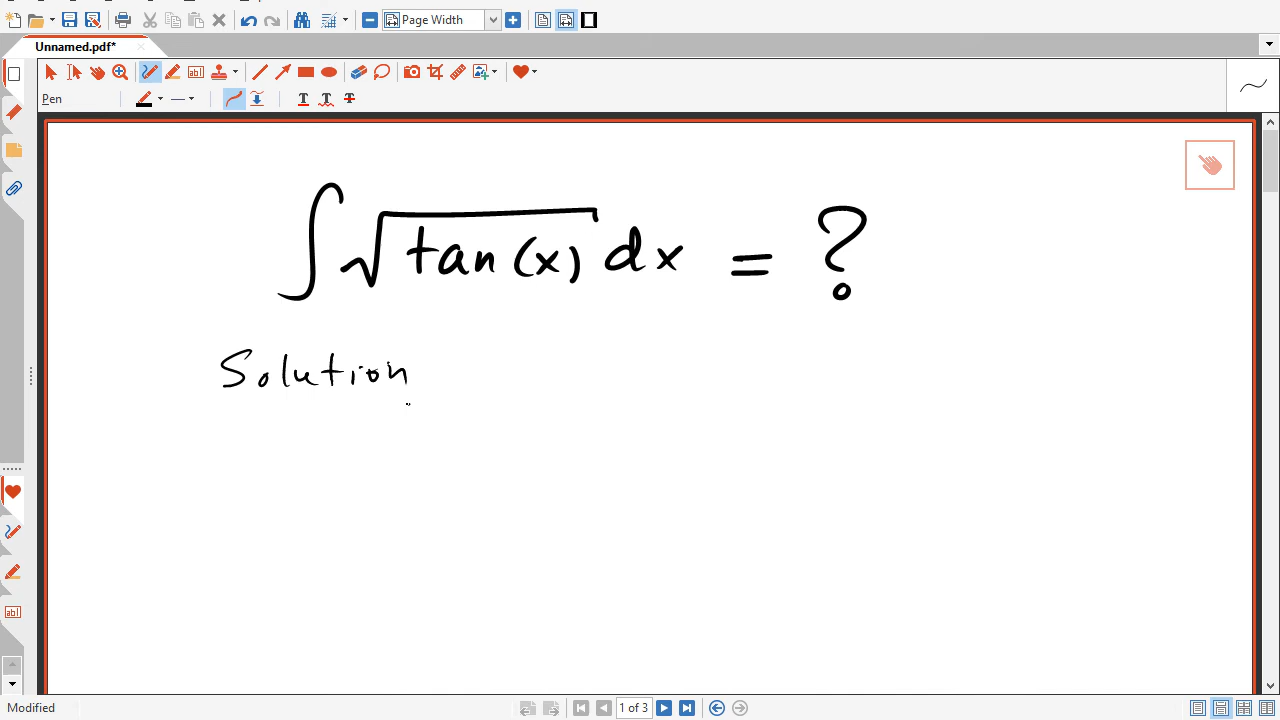 Page Width
Unnamed.pdf*
Pen
∫√tan(x) dx = ?
Solution
Modified
1 of 3